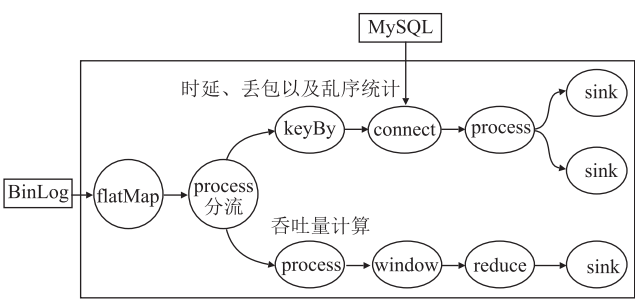 MySQL
时延、丢包以及乱序统计
sink
keyBy
connect
process
sink
BinLog
flatMap
process
分流
吞吐量计算
process
window
reduce
sink